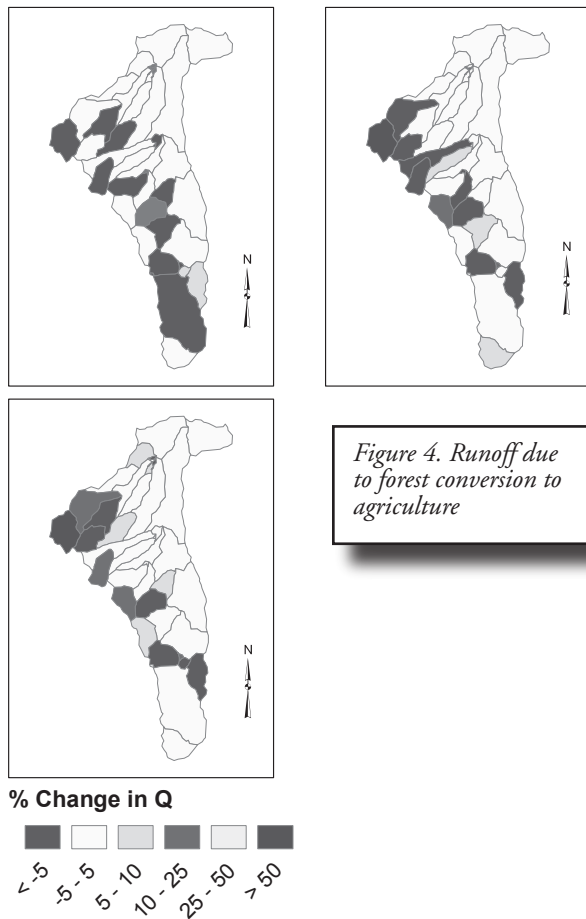 N
N
Figure 4. Runoff due
to forest conversion to
agriculture
N
% Change in Q
< -5
-5 - 5
5 - 10
10 - 25
25 - 50
> 50